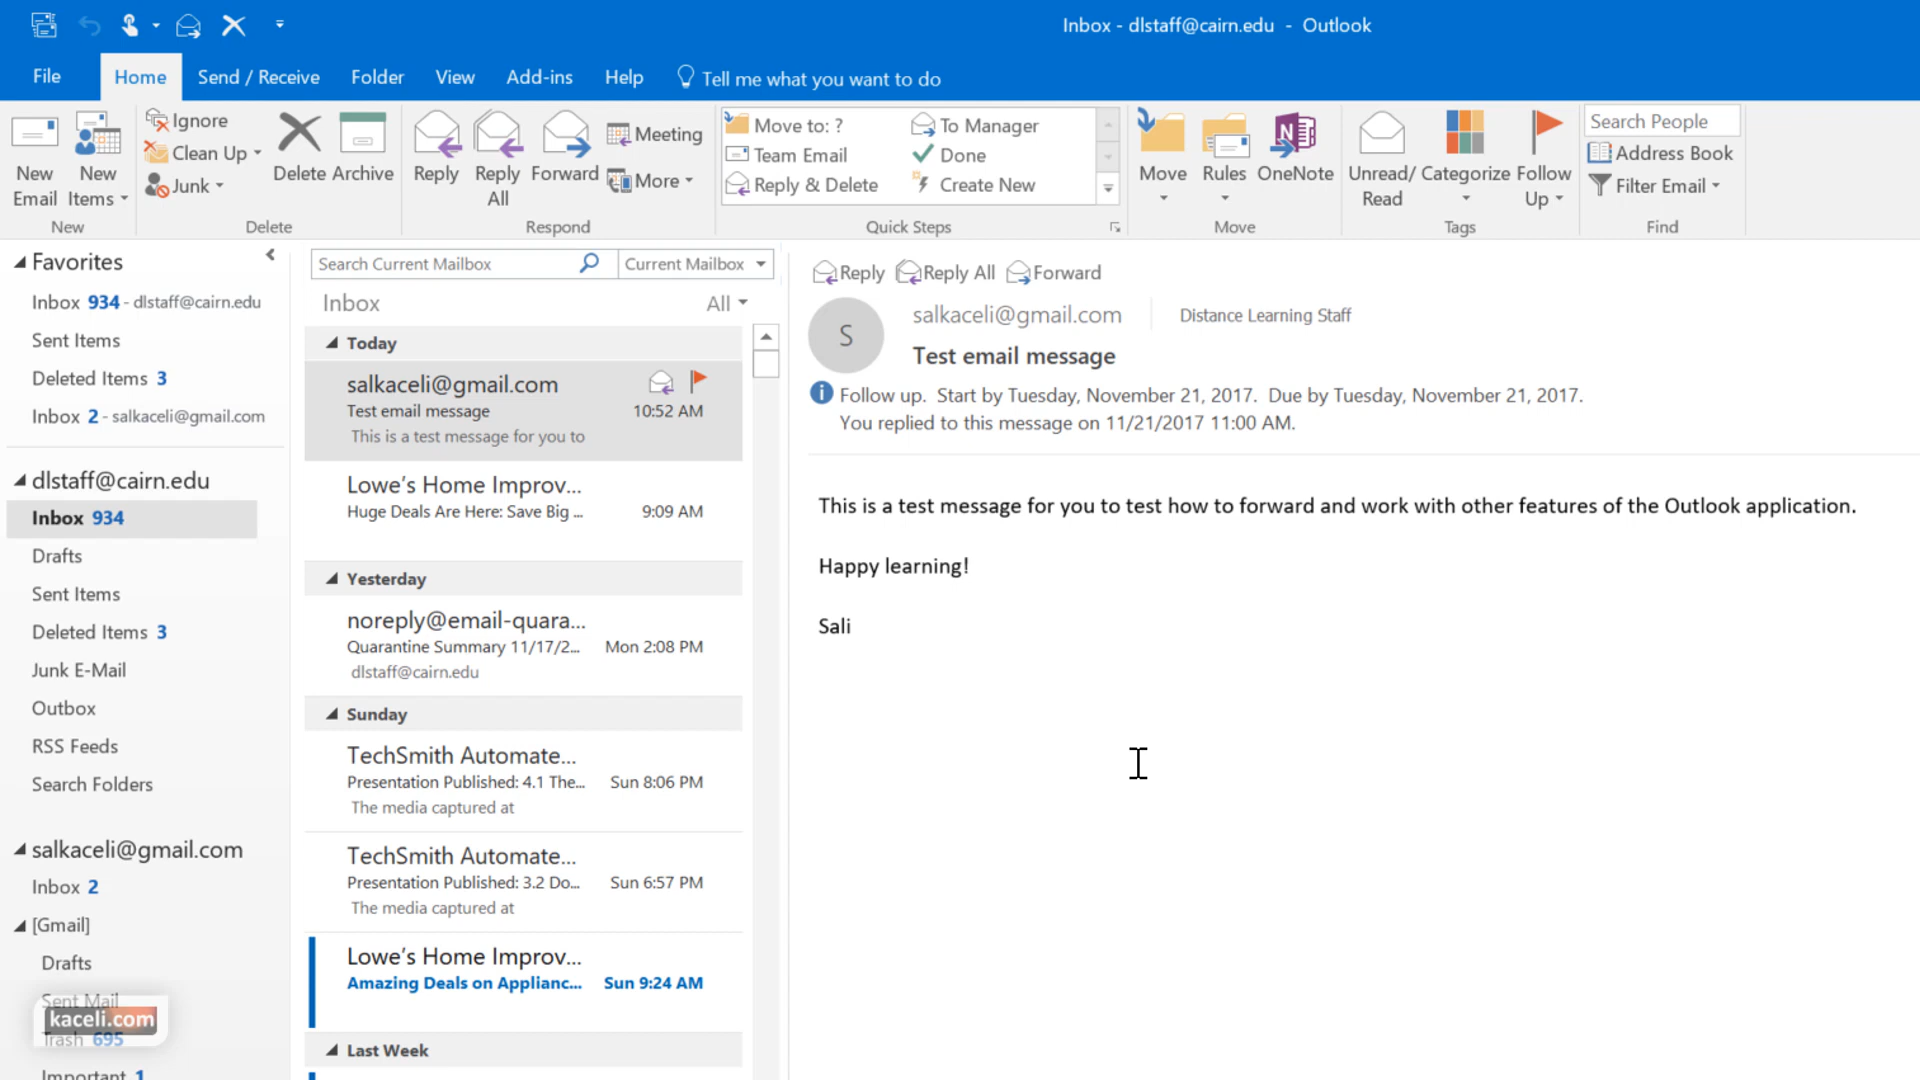 Inbox - dlstaff@cairn.edu - Outlook
File Home Send / Receive Folder View Add-ins Help Tell me what you want to do
New Email
New Items
New
Ignore
Clean Up
Junk
Delete
Archive
Delete
Reply
Reply All
Forward
Meeting
More
Respond
Move to: ?
To Manager
Team Email
Done
Reply & Delete
Create New
Quick Steps
Move
Rules
OneNote
Move
Unread/ Read
Categorize
Follow Up
Tags
Search People
Address Book
Filter Email
Find
Favorites
Inbox 934 - dlstaff@cairn.edu
Sent Items
Deleted Items 3
Inbox 2 - salkaceli@gmail.com
dlstaff@cairn.edu
Inbox 934
Drafts
Sent Items
Deleted Items 3
Junk E-Mail
Outbox
RSS Feeds
Search Folders
salkaceli@gmail.com
Inbox 2
[Gmail]
Drafts
Sent Mail
kaceli.com
Trash 695
Important 1
Search Current Mailbox
Current Mailbox
Inbox
All
Today
salkaceli@gmail.com
Test email message 10:52 AM
This is a test message for you to
Lowe's Home Improv...
Huge Deals Are Here: Save Big ... 9:09 AM
Yesterday
noreply@email-quara...
Quarantine Summary 11/17/2... Mon 2:08 PM
dlstaff@cairn.edu
Sunday
TechSmith Automate...
Presentation Published: 4.1 The... Sun 8:06 PM
The media captured at
TechSmith Automate...
Presentation Published: 3.2 Do... Sun 6:57 PM
The media captured at
Lowe's Home Improv...
Amazing Deals on Applianc... Sun 9:24 AM
Last Week
Reply Reply All Forward
S
salkaceli@gmail.com
Distance Learning Staff
Test email message
Follow up. Start by Tuesday, November 21, 2017. Due by Tuesday, November 21, 2017.
You replied to this message on 11/21/2017 11:00 AM.
This is a test message for you to test how to forward and work with other features of the Outlook application.
Happy learning!
Sali